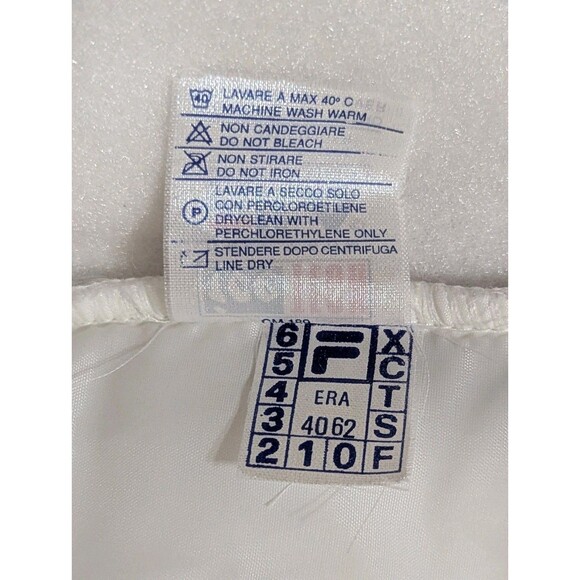 40
LAVARE A MAX 40° C
MACHINE WASH WARM
NON CANDEGGIARE
DO NOT BLEACH
NON STIRARE
DO NOT IRON
P
LAVARE A SECCO SOLO
CON PERCLOROETILENE
DRYCLEAN WITH
PERCHLORETHYLENE ONLY
STENDERE DOPO CENTRIFUGA
LINE DRY
6 F X
5 C
4 ERA T
3 4062 S
2 1 0 F